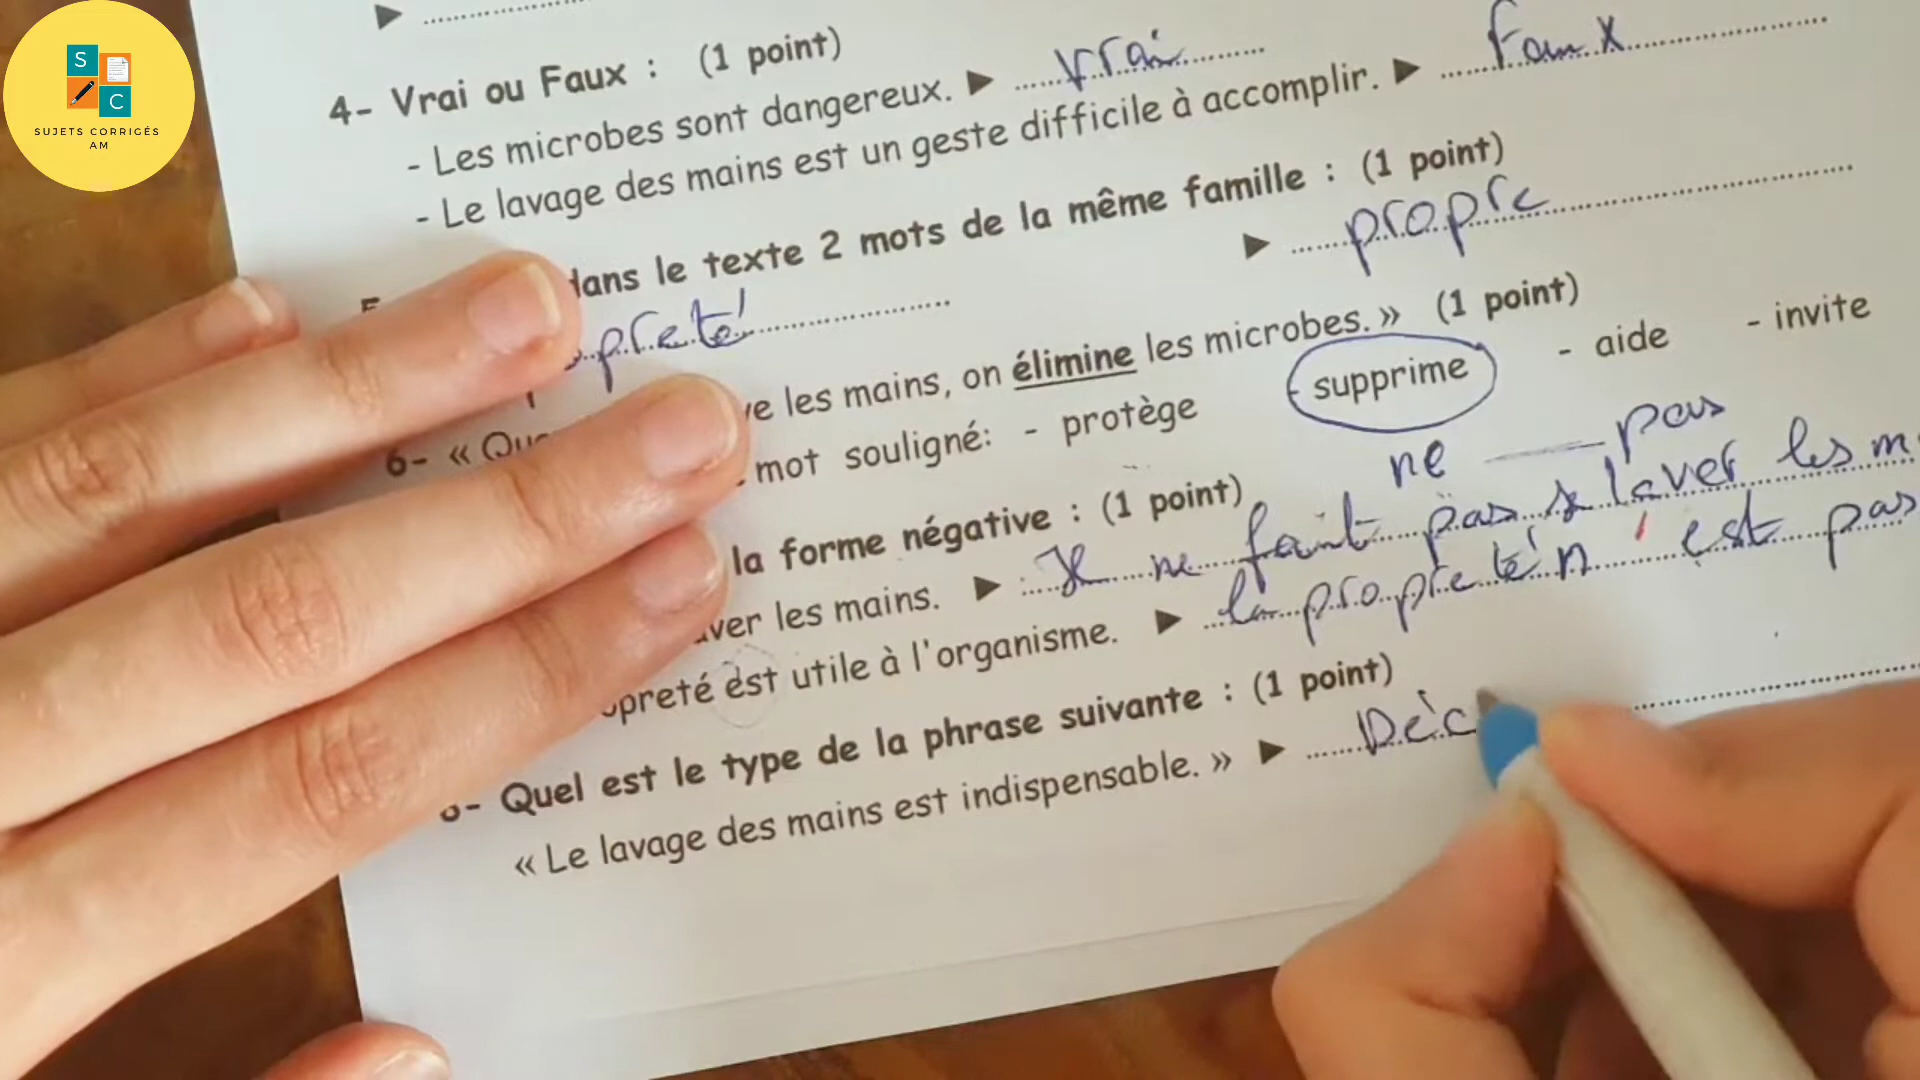 S
C
SUJETS CORRIGÉS
AM
4- Vrai ou Faux : (1 point)
- Les microbes sont dangereux. ► vrai
- Le lavage des mains est un geste difficile à accomplir. ► Faux
dans le texte 2 mots de la même famille : (1 point)
► propre
les mains, on élimine les microbes. » (1 point)
6- «
mot souligné: - protège - supprime - aide - invite
ne pas
la forme négative : (1 point)
les mains. ► ne fait pas se laver les
est utile à l'organisme. ► la propreté n'est pas
Quel est le type de la phrase suivante : (1 point)
« Le lavage des mains est indispensable. » ► Déc